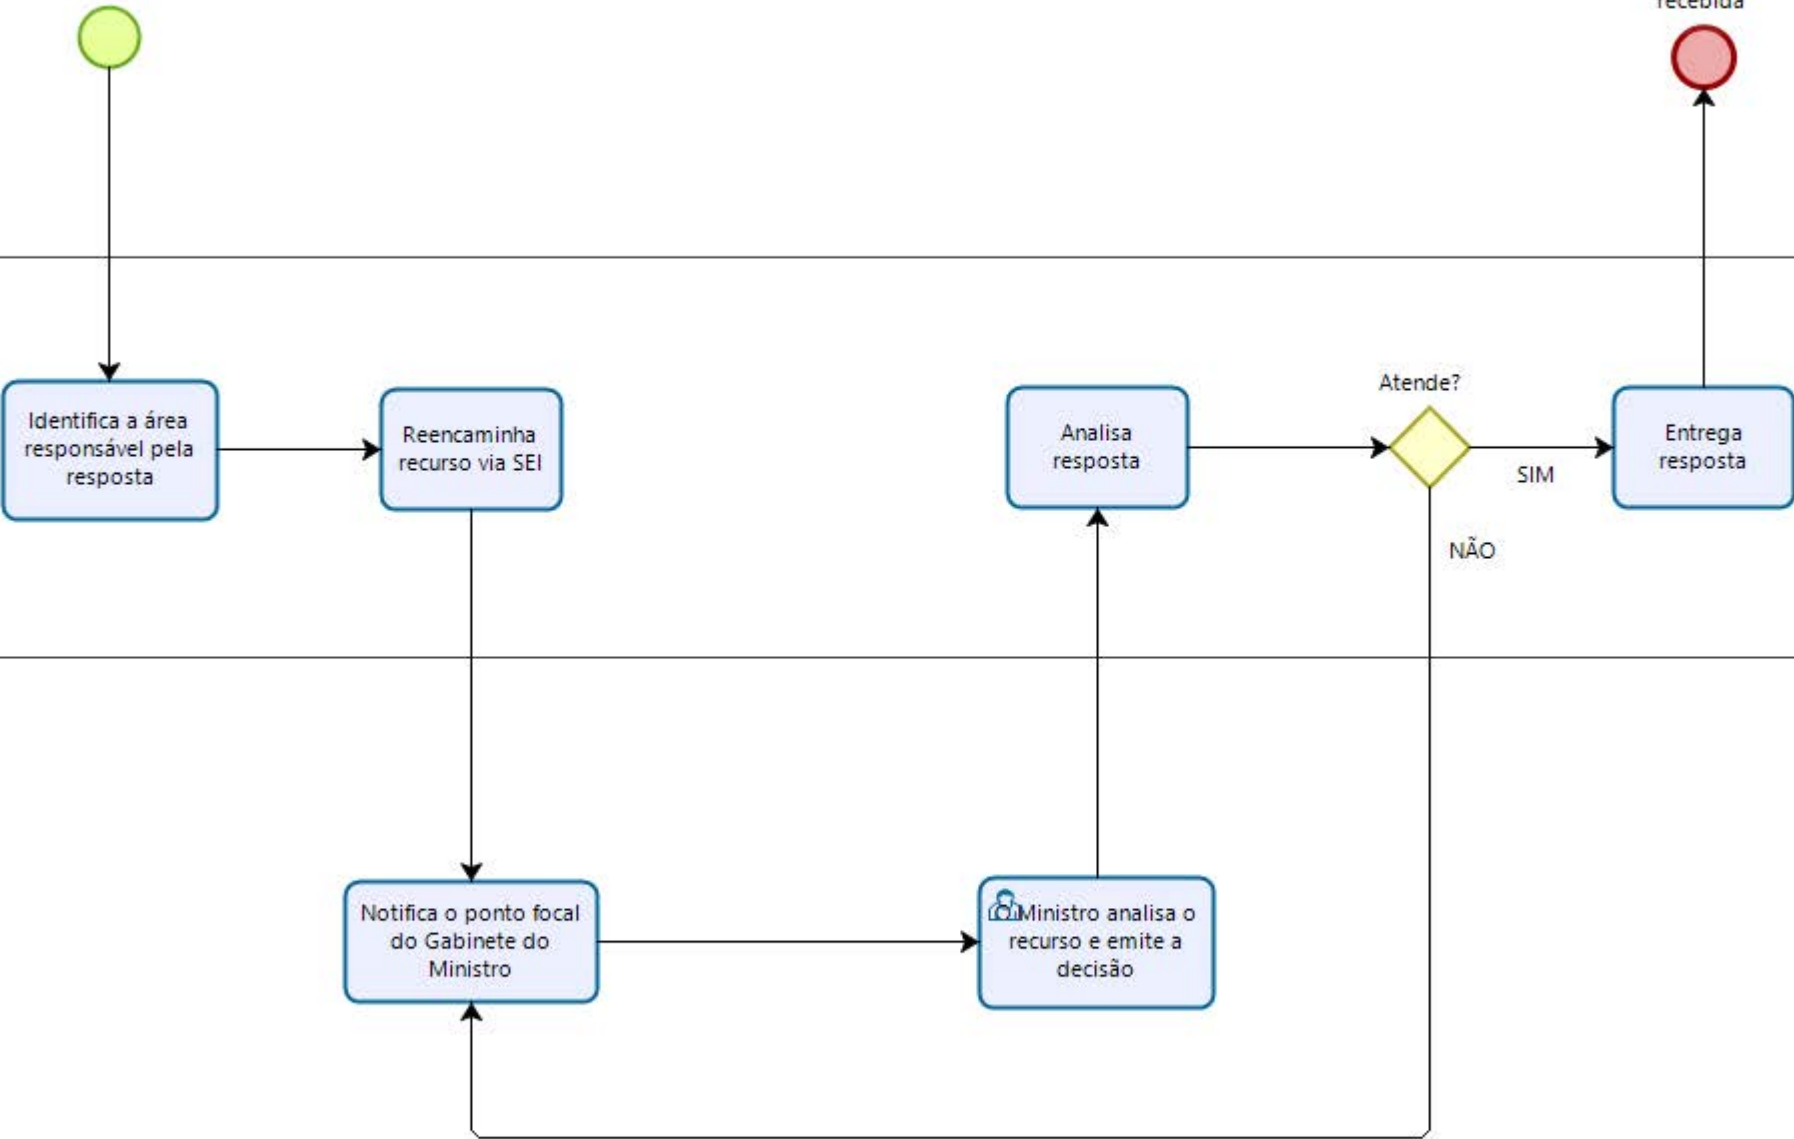 recebida
Identifica a área
responsável pela
resposta
Reencaminha
recurso via SEI
Analisa
resposta
Atende?
SIM
NÃO
Entrega
resposta
Notifica o ponto focal
do Gabinete do
Ministro
O Ministro analisa o
recurso e emite a
decisão